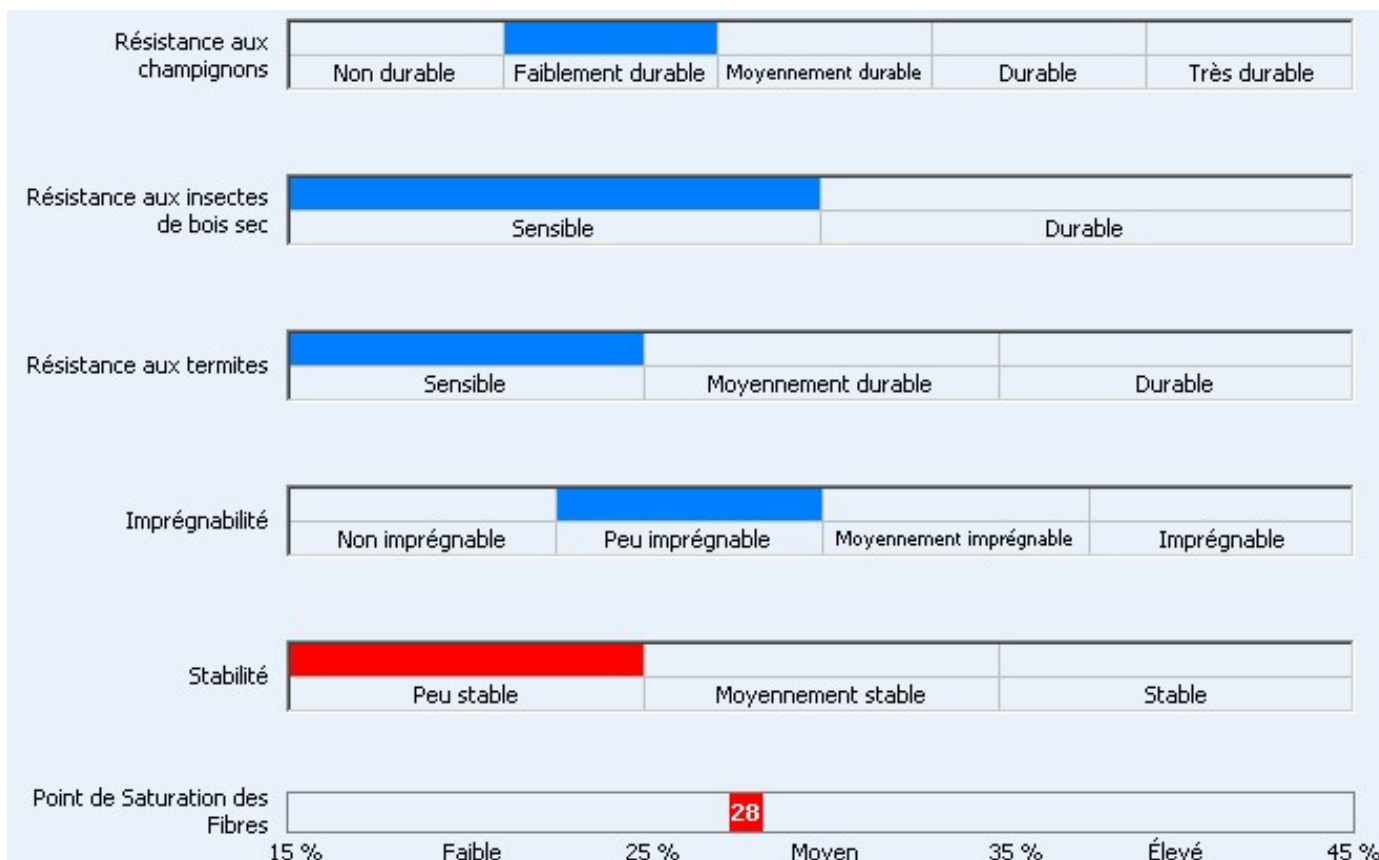 Résistance aux
champignons
Non durable Faiblement durable Moyennement durable Durable Très durable
Résistance aux insectes
de bois sec
Sensible Durable
Résistance aux termites
Sensible Moyennement durable Durable
Imprégnabilité
Non imprégnable Peu imprégnable Moyennement imprégnable Imprégnable
Stabilité
Peu stable Moyennement stable Stable
Point de Saturation des
Fibres
28
15 % Faible 25 % Moyen 35 % Élevé 45 %